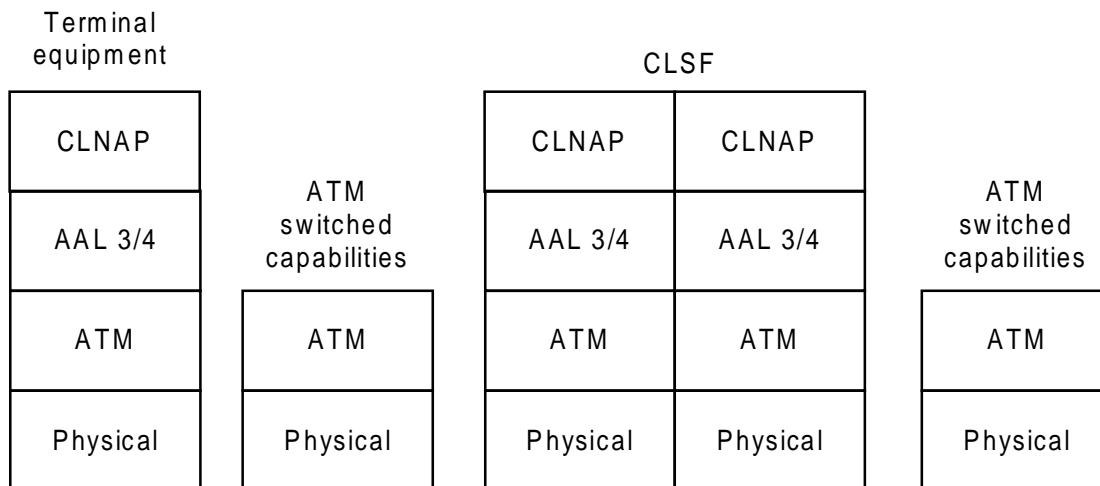 Terminal
equipment
CLSF
CLNAP
CLNAP
CLNAP
ATM
switched
capabilities
ATM
switched
capabilities
AAL 3/4
AAL 3/4
AAL 3/4
ATM
ATM
ATM
ATM
ATM
Physical
Physical
Physical
Physical
Physical